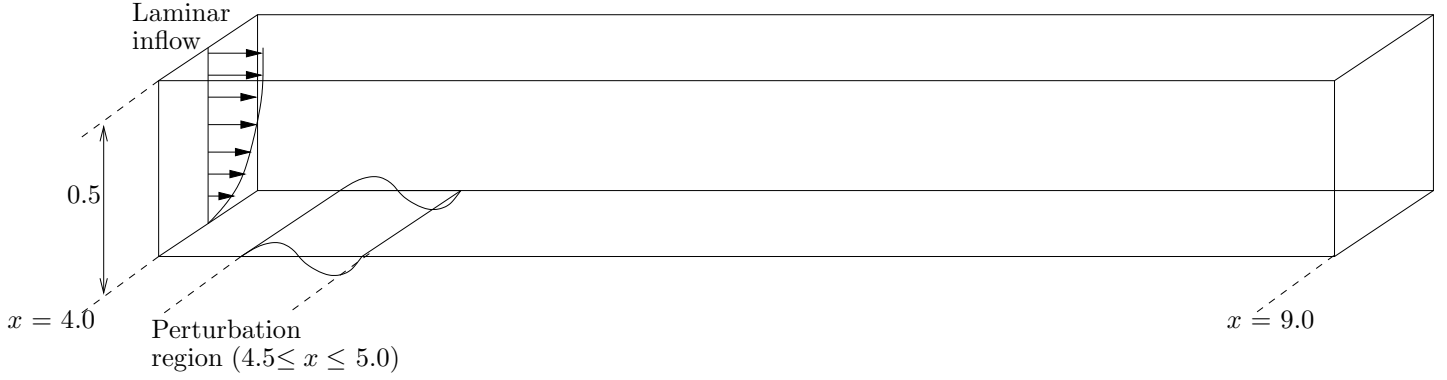 Laminar
inflow
0.5
x = 4.0
Perturbation
region (4.5≤ x ≤ 5.0)
x = 9.0